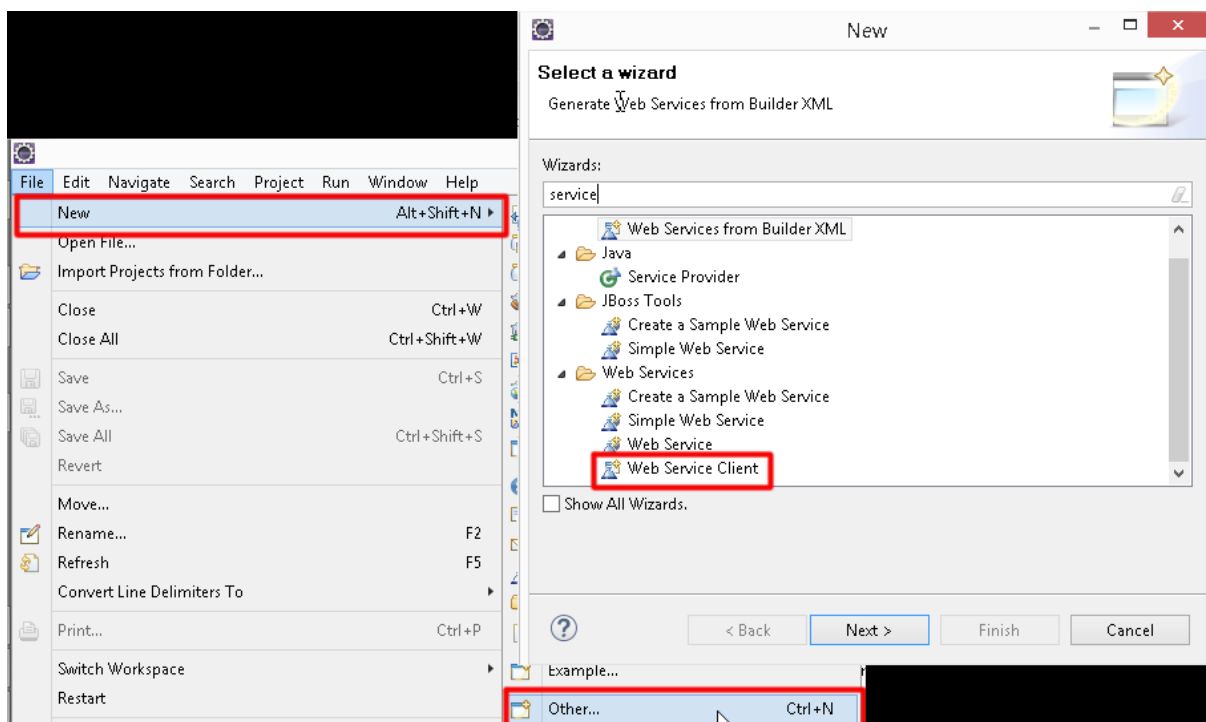 New
Select a wizard
Generate Web Services from Builder XML
Wizards:
service
Web Services from Builder XML
Java
Service Provider
JBoss Tools
Create a Sample Web Service
Simple Web Service
Web Services
Create a Sample Web Service
Simple Web Service
Web Service
Web Service Client
Show All Wizards.
? < Back Next > Finish Cancel
File Edit Navigate Search Project Run Window Help
New Alt+Shift+N
Open File...
Import Projects from Folder...
Close Ctrl+W
Close All Ctrl+Shift+W
Save Ctrl+S
Save As...
Save All Ctrl+Shift+S
Revert
Move...
Rename... F2
Refresh F5
Convert Line Delimiters To
Print... Ctrl+P
Switch Workspace
Restart
Example...
Other... Ctrl+N